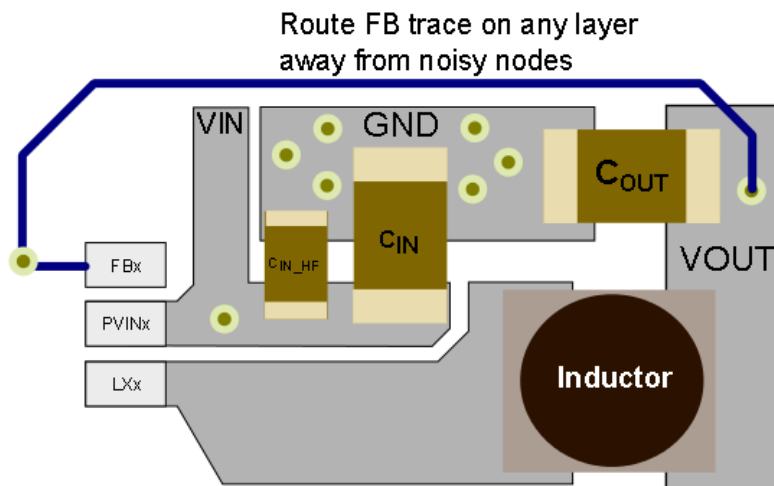 Route FB trace on any layer
away from noisy nodes
VIN
GND
COUT
CIN
CIN_HF
FBx
VOUT
PVINx
LXx
Inductor